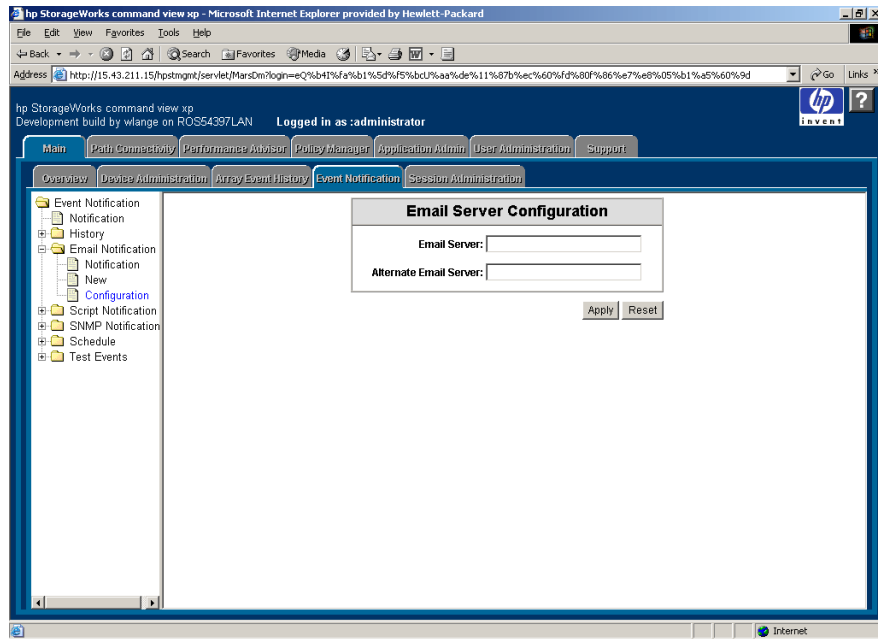 hp StorageWorks command view xp - Microsoft Internet Explorer provided by Hewlett-Packard
File Edit View Favorites Tools Help
Back Search Favorites Media
Address http://15.43.211.15/hpstmgmt/servlet/MarsDm?login=eQ%b4I%fa%b1%5d%f5%bcU%aa%de%11%87b%ec%60%fd%80f%86%e7%e8%05%b1%a5%60%9d Go Links »
hp StorageWorks command view xp
Development build by wlange on ROS54397LAN Logged in as :administrator
hp
invent
?
Main Path Connectivity Performance Advisor Policy Manager Application Admin User Administration Support
Overview Device Administration Array Event History Event Notification Session Administration
Event Notification
Notification
History
Email Notification
Notification
New
Configuration
Script Notification
SNMP Notification
Schedule
Test Events
Email Server Configuration
Email Server:
Alternate Email Server:
Apply Reset
Internet